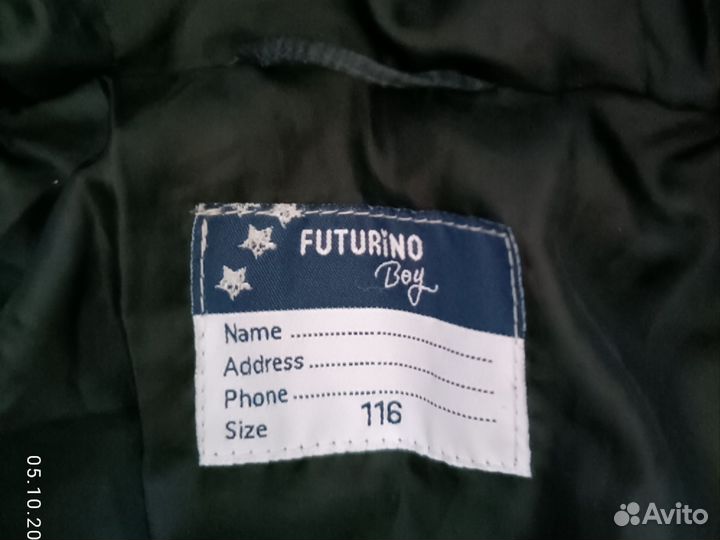 FUTURiNO
Boy
Name
Address
Phone
Size 116
05.10.20
Avito